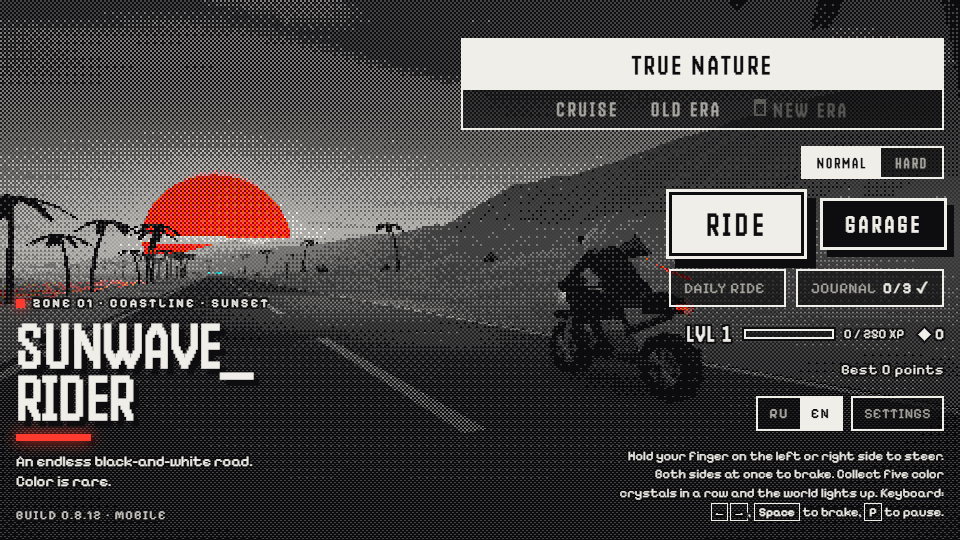 TRUE NATURE
CRUISE OLD ERA NEW ERA
NORMAL HARD
RIDE GARAGE
DAILY RIDE JOURNAL 0/3 ✓
LVL 1 0 / 280 XP ◆ 0
Best 0 points
RU EN SETTINGS
Hold your finger on the left or right side to steer.
Both sides at once to brake. Collect five color
crystals in a row and the world lights up. Keyboard:
← →, Space to brake, P to pause.
ZONE 01 · COASTLINE · SUNSET
SUNWAVE_
RIDER
An endless black-and-white road.
Color is rare.
BUILD 0.8.12 · MOBILE